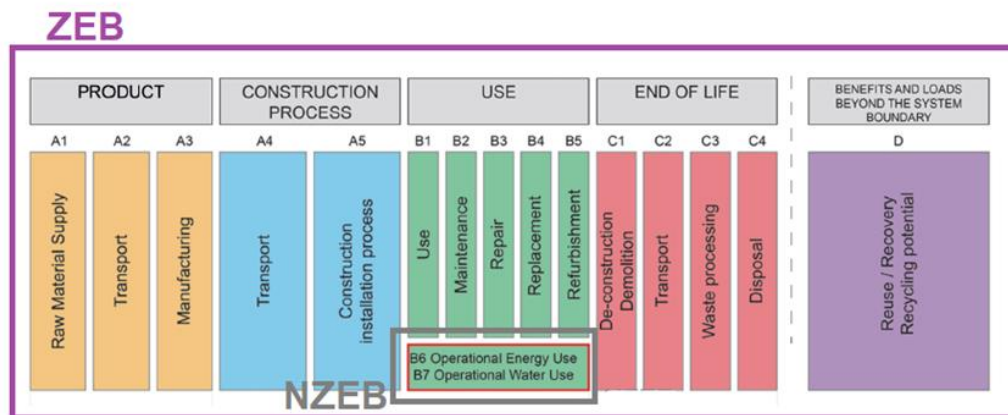 ZEB
PRODUCT
CONSTRUCTION
PROCESS
USE
END OF LIFE
BENEFITS AND LOADS
BEYOND THE SYSTEM
BOUNDARY
A1
A2
A3
A4
A5
B1
B2
B3
B4
B5
C1
C2
C3
C4
D
Raw Material Supply
Transport
Manufacturing
Transport
Construction
installation process
Use
Maintenance
Repair
Replacement
Refurbishment
De-construction
Demolition
Transport
Waste processing
Disposal
Reuse / Recovery
Recycling potential
B6 Operational Energy Use
B7 Operational Water Use
NZEB